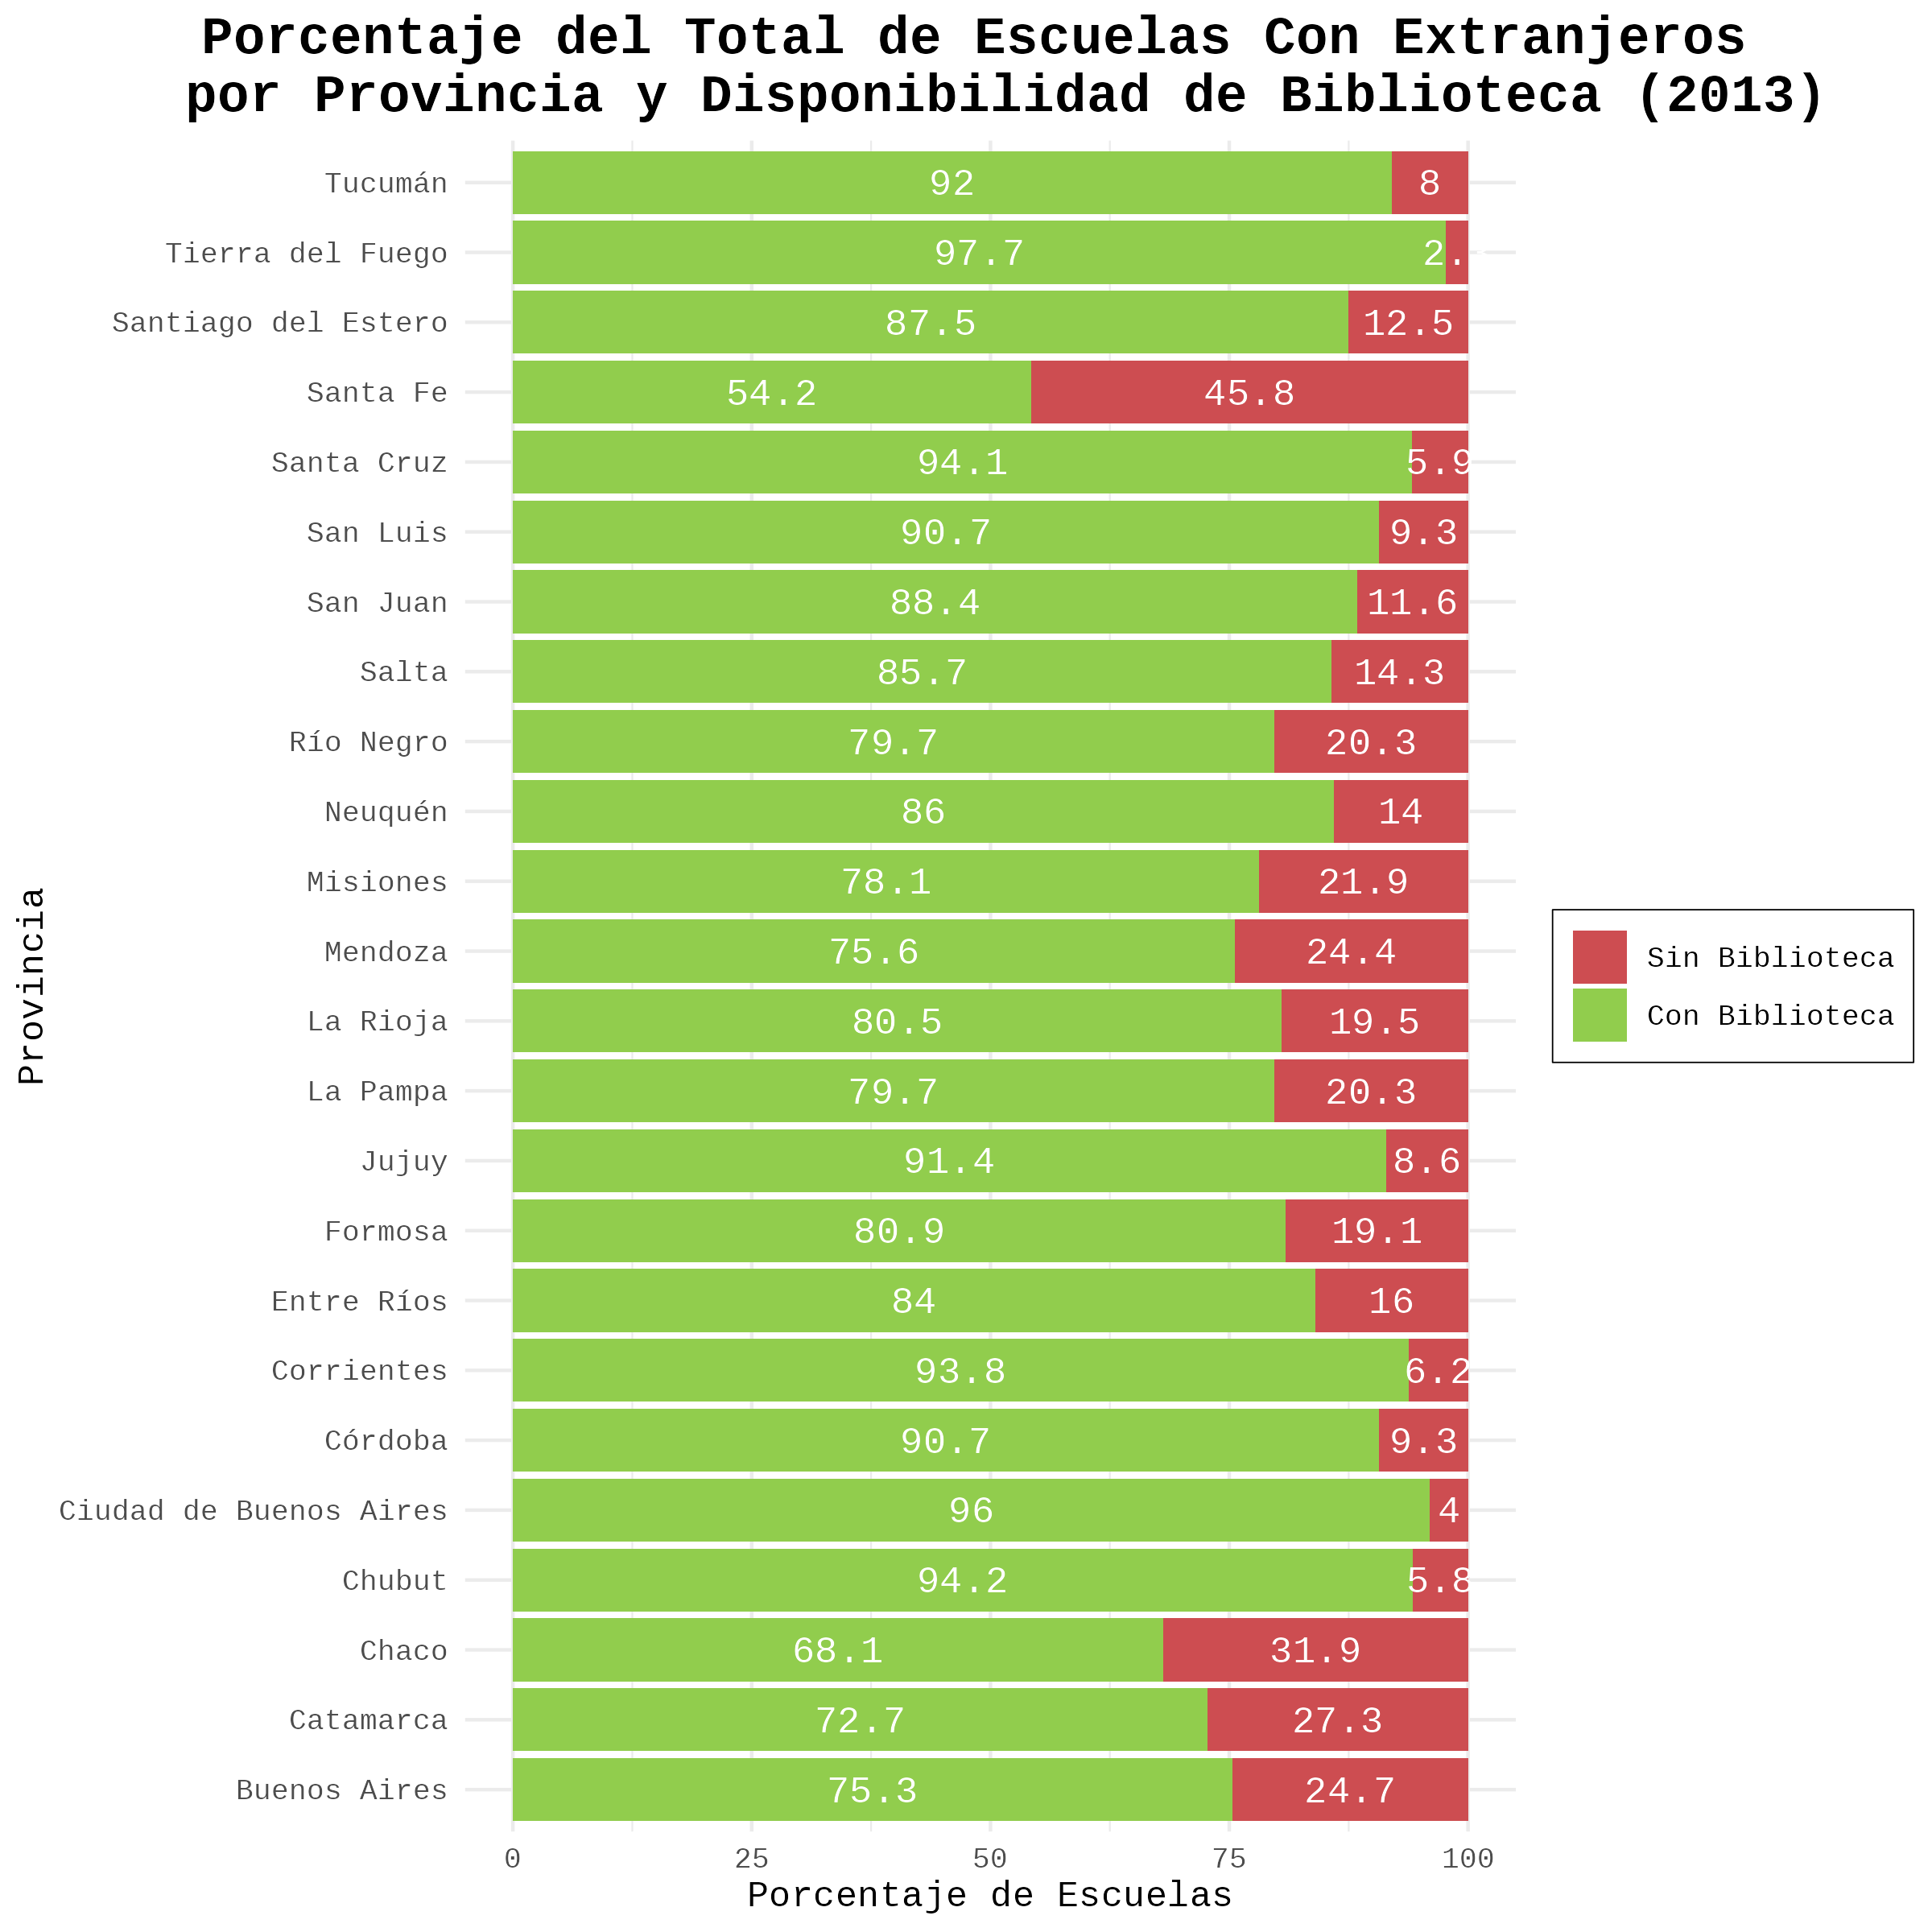 Porcentaje del Total de Escuelas Con Extranjeros
por Provincia y Disponibilidad de Biblioteca (2013)
Provincia
Tucumán 92 8
Tierra del Fuego 97.7 2.
Santiago del Estero 87.5 12.5
Santa Fe 54.2 45.8
Santa Cruz 94.1 5.9
San Luis 90.7 9.3
San Juan 88.4 11.6
Salta 85.7 14.3
Río Negro 79.7 20.3
Neuquén 86 14
Misiones 78.1 21.9
Mendoza 75.6 24.4
La Rioja 80.5 19.5
La Pampa 79.7 20.3
Jujuy 91.4 8.6
Formosa 80.9 19.1
Entre Ríos 84 16
Corrientes 93.8 6.2
Córdoba 90.7 9.3
Ciudad de Buenos Aires 96 4
Chubut 94.2 5.8
Chaco 68.1 31.9
Catamarca 72.7 27.3
Buenos Aires 75.3 24.7
0 25 50 75 100
Porcentaje de Escuelas
Sin Biblioteca
Con Biblioteca